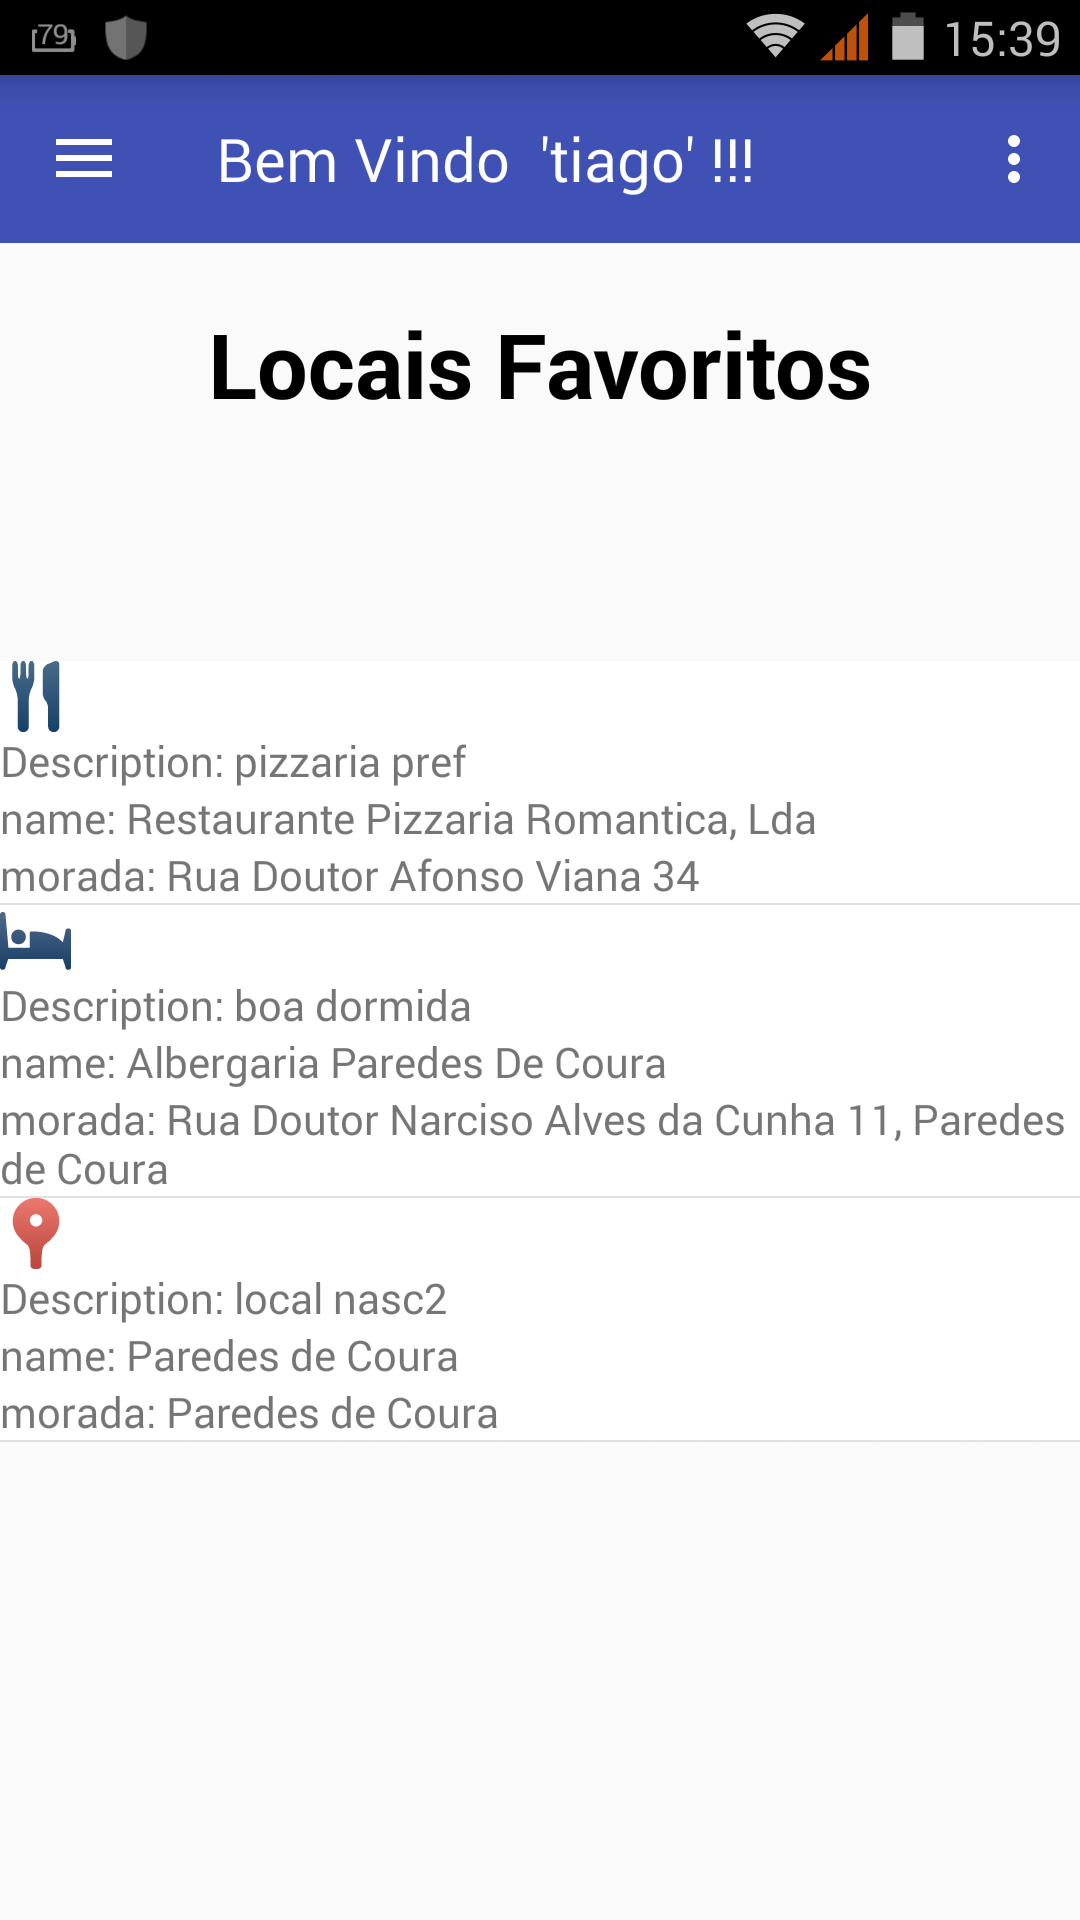 79 15:39
Bem Vindo  'tiago' !!!
Locais Favoritos
Description: pizzaria pref
name: Restaurante Pizzaria Romantica, Lda
morada: Rua Doutor Afonso Viana 34
Description: boa dormida
name: Albergaria Paredes De Coura
morada: Rua Doutor Narciso Alves da Cunha 11, Paredes
de Coura
Description: local nasc2
name: Paredes de Coura
morada: Paredes de Coura